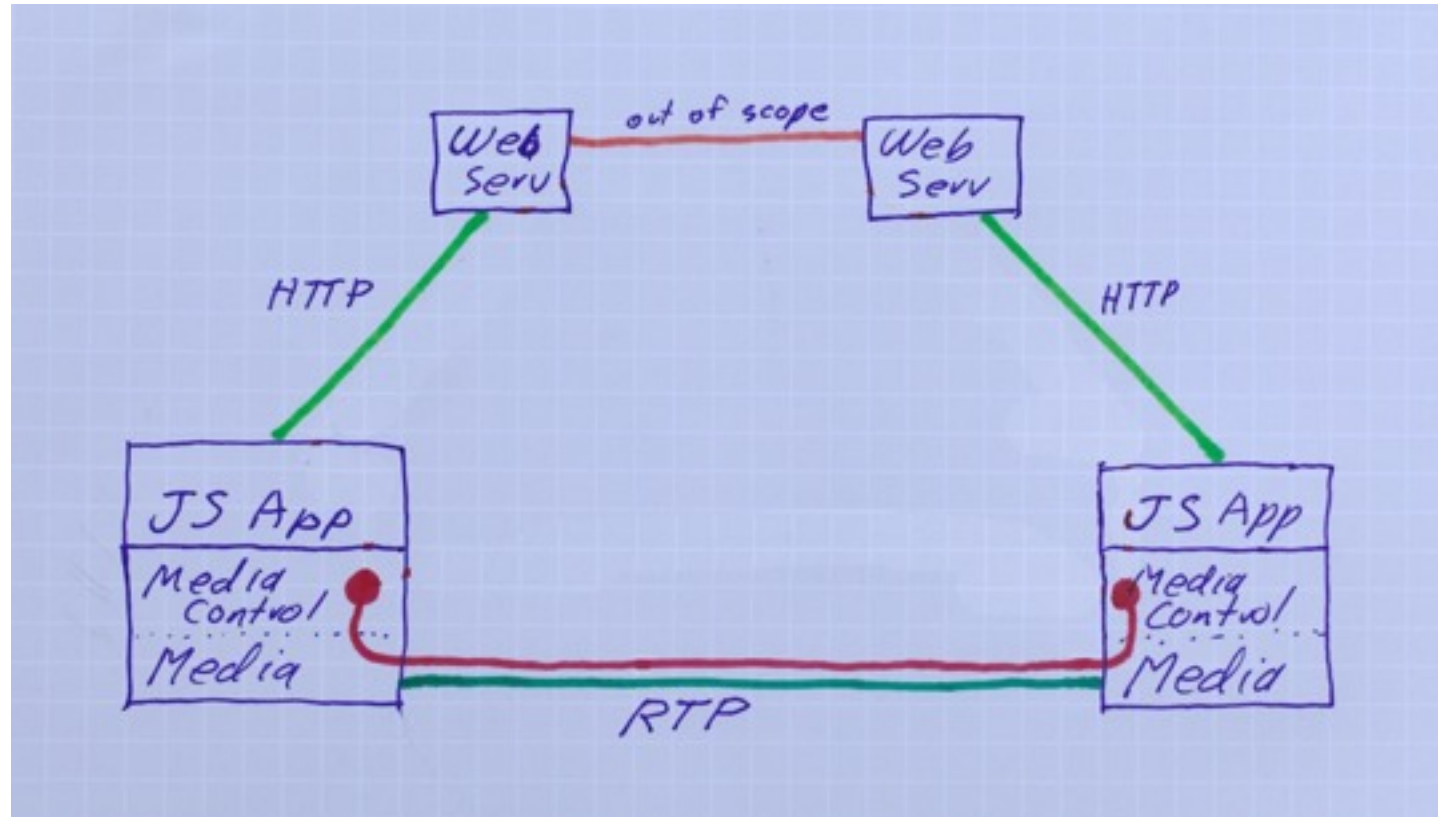 out of scope
Web
Serv
Web
Serv
HTTP
HTTP
JS App
Media
Control
Media
JS App
Media
Control
Media
RTP